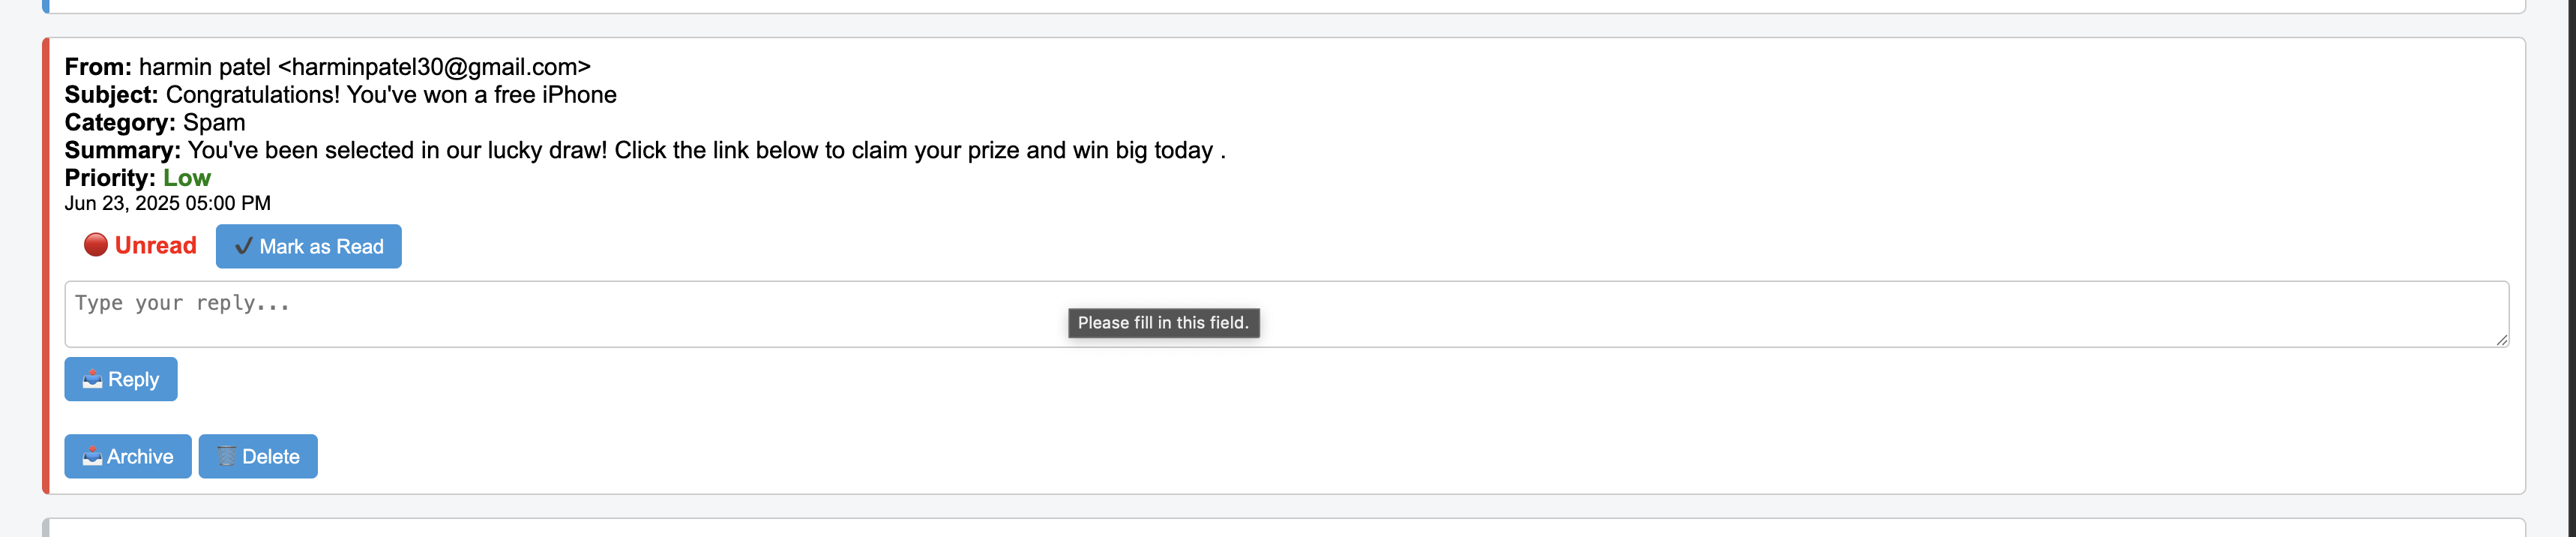 From: harmin patel <harminpatel30@gmail.com>
Subject: Congratulations! You've won a free iPhone
Category: Spam
Summary: You've been selected in our lucky draw! Click the link below to claim your prize and win big today .
Priority: Low
Jun 23, 2025 05:00 PM
Unread Mark as Read
Type your reply...
Please fill in this field.
Reply
Archive Delete